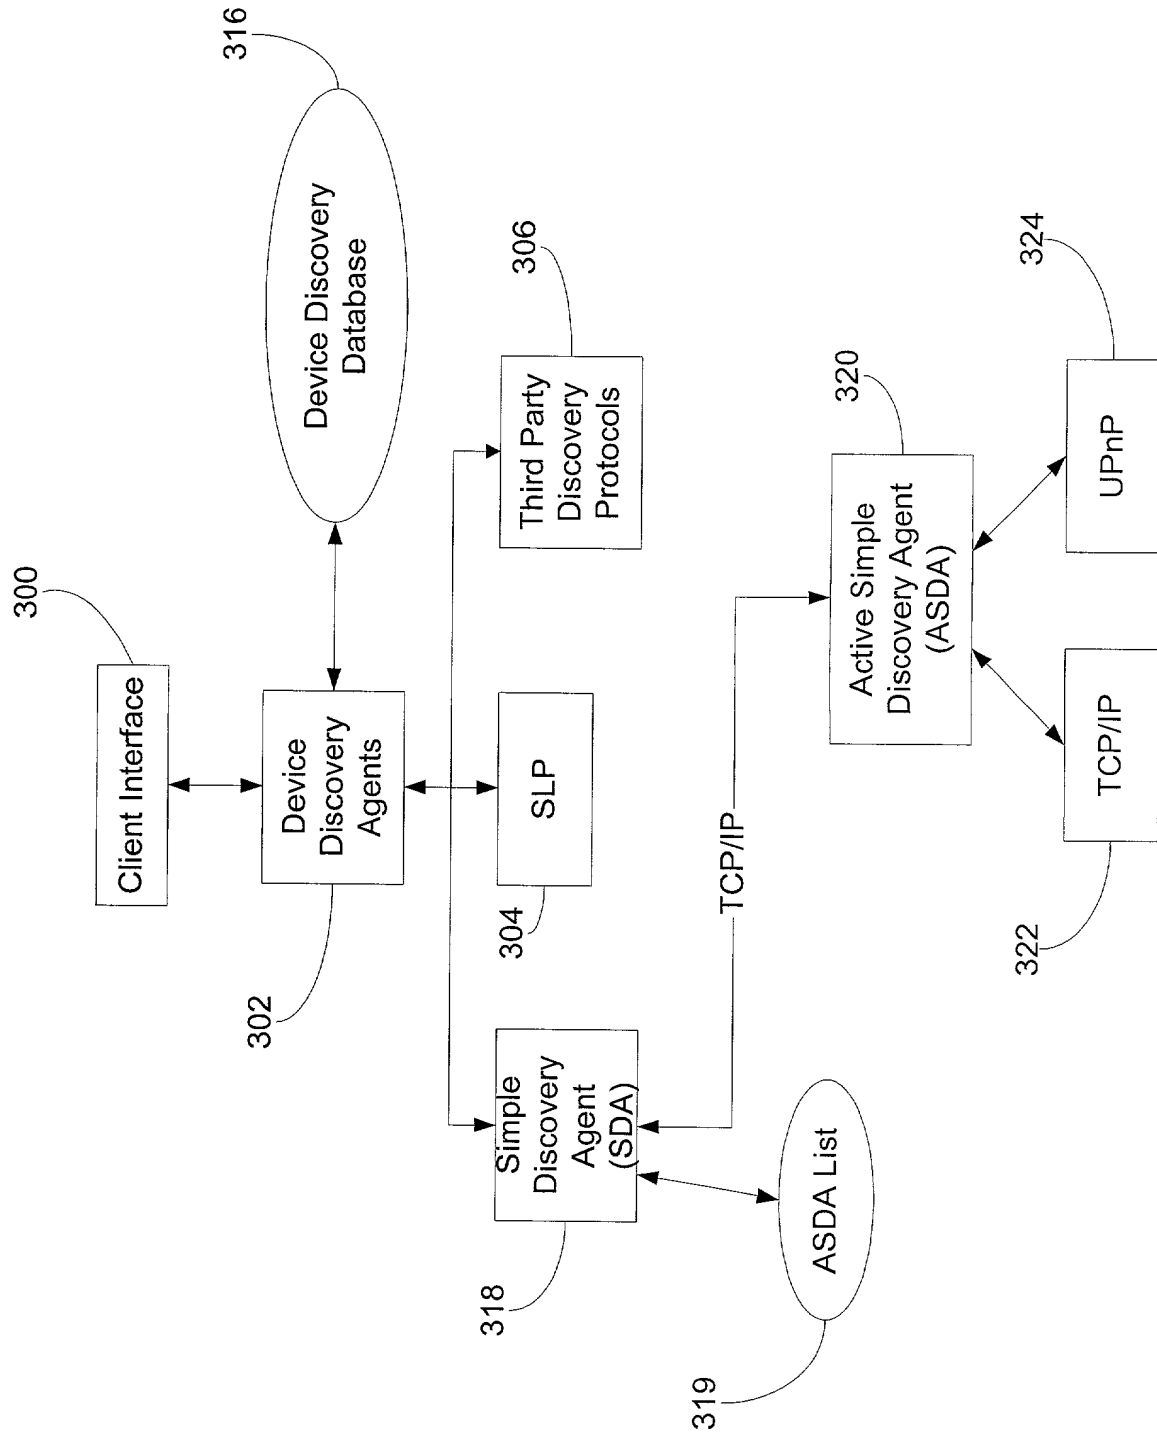 300
Client Interface
316
Device Discovery
Database
302
Device
Discovery
Agents
318
Simple
Discovery
Agent
(SDA)
304
SLP
306
Third Party
Discovery
Protocols
319
ASDA List
TCP/IP
320
Active Simple
Discovery Agent
(ASDA)
322
TCP/IP
324
UPnP